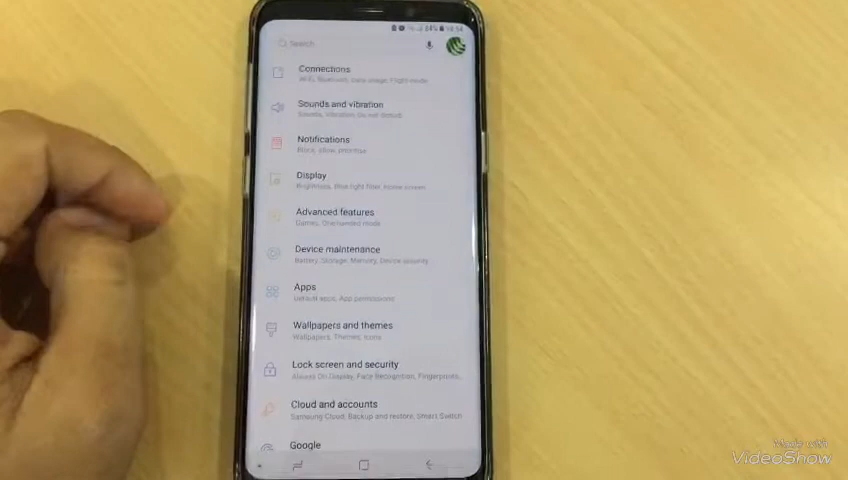 Search
84% 16:54
Connections
Wi-Fi, Bluetooth, Data usage, Flight mode
Sounds and vibration
Sounds, Vibration, Do not disturb
Notifications
Block, allow, prioritise
Display
Brightness, Blue light filter, Home screen
Advanced features
Games, One-handed mode
Device maintenance
Battery, Storage, Memory, Device security
Apps
Default apps, App permissions
Wallpapers and themes
Wallpapers, Themes, Icons
Lock screen and security
Always On Display, Face Recognition, Fingerprints,
Cloud and accounts
Samsung Cloud, Backup and restore, Smart Switch
Google
Made with
VideoShow